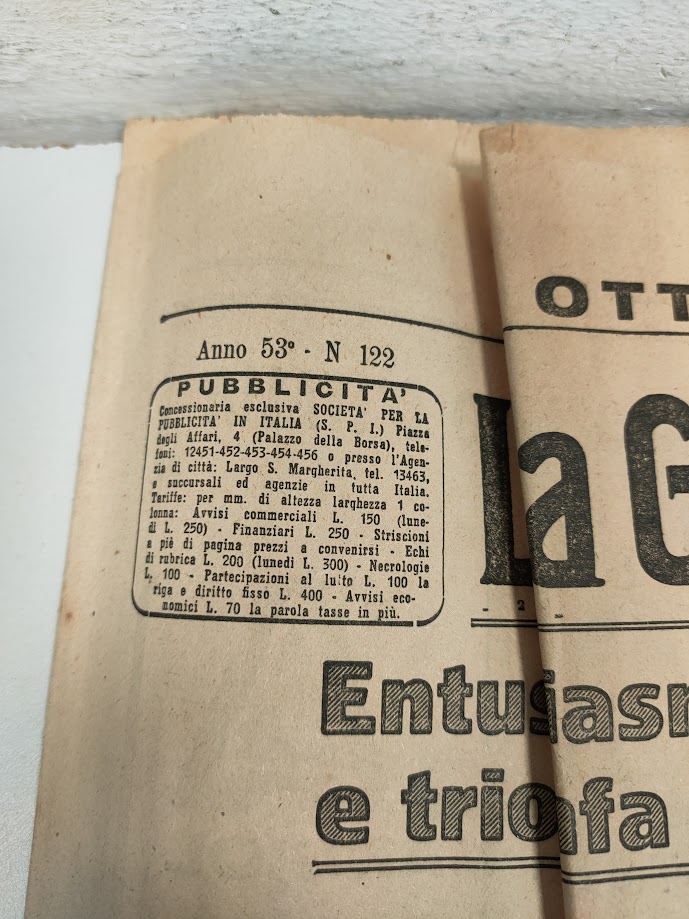 OTT
Anno 53º - N 122
PUBBLICITA'
Concessionaria esclusiva SOCIETA' PER LA
PUBBLICITA' IN ITALIA (S. P. I.) Piazza
degli Affari, 4 (Palazzo della Borsa), tele-
foni: 12451-452-453-454-456 o presso l'Agen-
zia di città: Largo S. Margherita, tel. 13463,
e succursali ed agenzie in tutta Italia.
Tariffe: per mm. di altezza larghezza 1 co-
lonna: Avvisi commerciali L. 150 (lune-
dì L. 250) - Finanziari L. 250 - Striscioni
a piè di pagina prezzi a convenirsi - Echi
di rubrica L. 200 (lunedì L. 300) - Necrologie
L. 100 - Partecipazioni al lutto L. 100 la
riga e diritto fisso L. 400 - Avvisi eco-
nomici L. 70 la parola tasse in più.
La G
- 2
Entusiasm
e trionfa